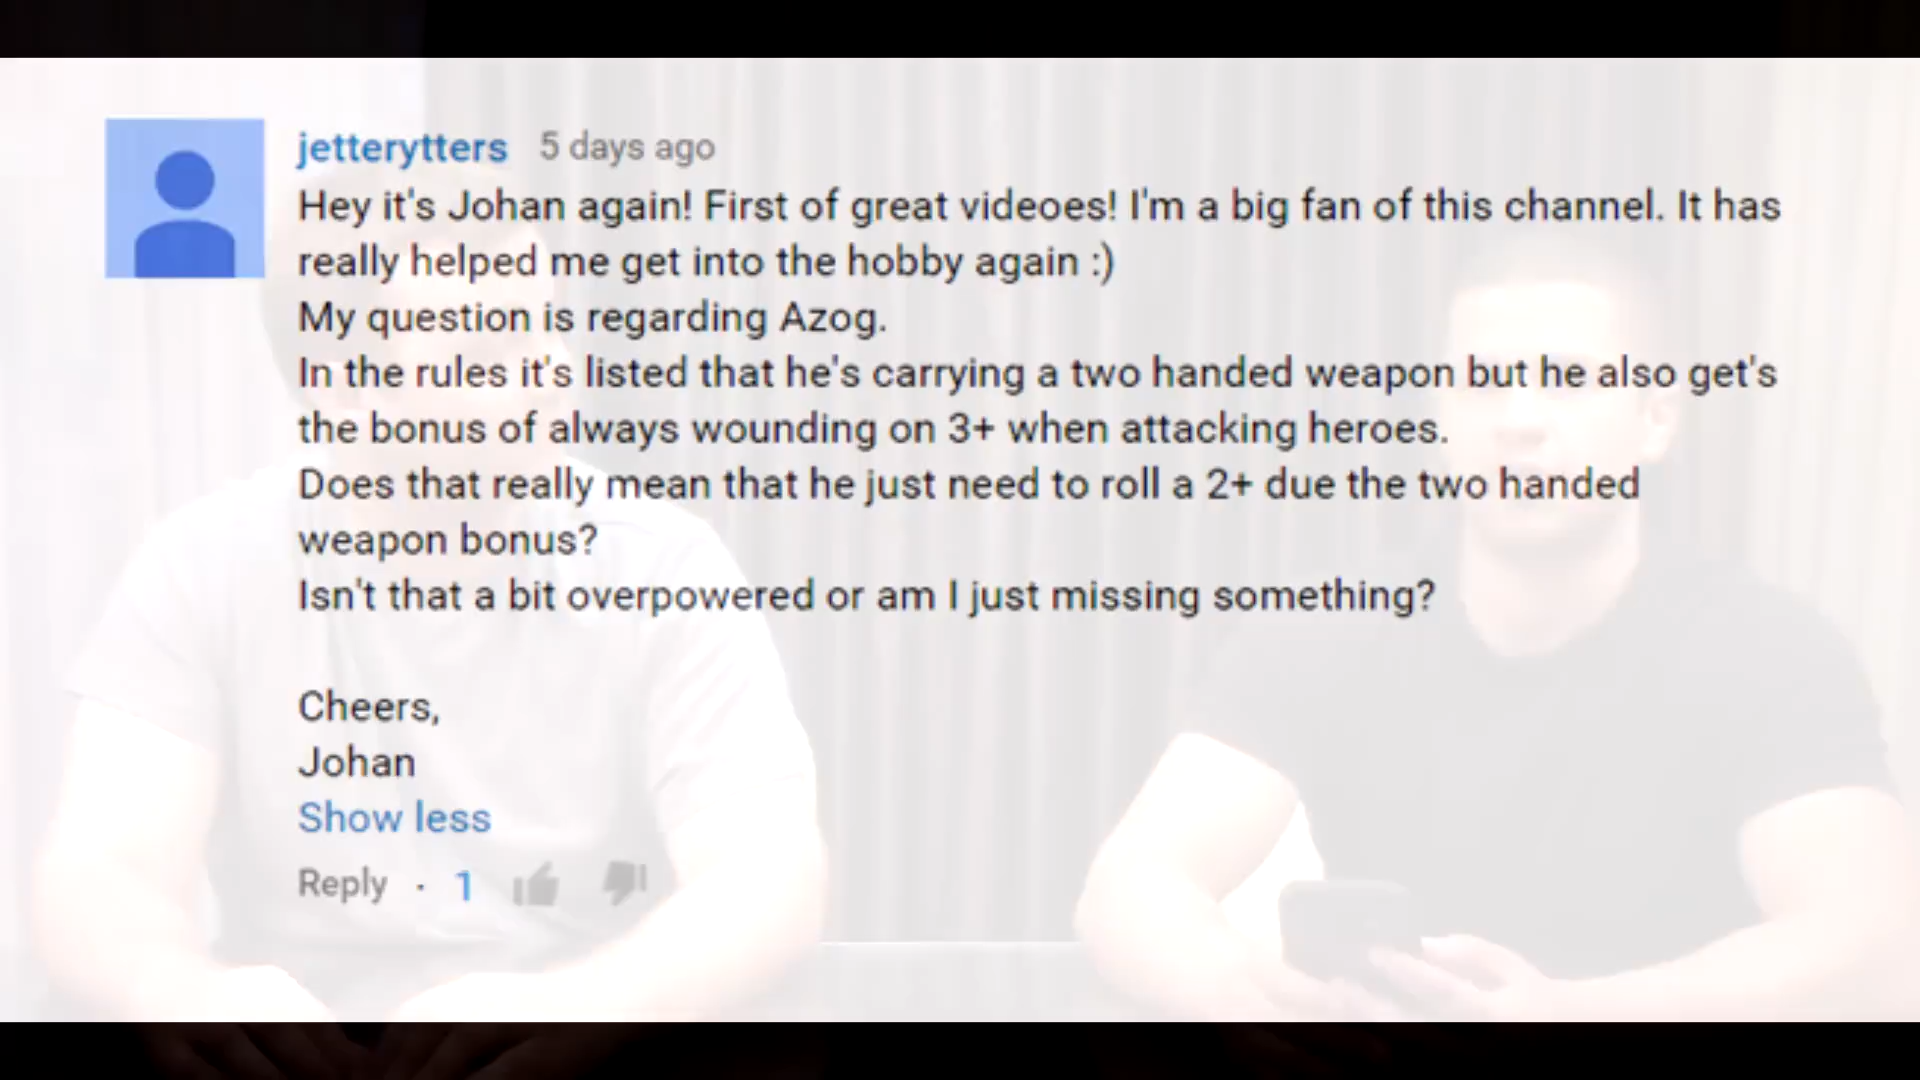 jetterytters 5 days ago
Hey it's Johan again! First of great videoes! I'm a big fan of this channel. It has
really helped me get into the hobby again :)
My question is regarding Azog.
In the rules it's listed that he's carrying a two handed weapon but he also get's
the bonus of always wounding on 3+ when attacking heroes.
Does that really mean that he just need to roll a 2+ due the two handed
weapon bonus?
Isn't that a bit overpowered or am I just missing something?
Cheers,
Johan
Show less
Reply · 1